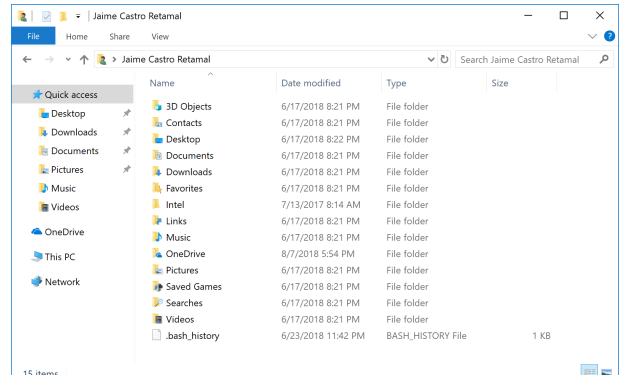 Jaime Castro Retamal
File Home Share View
Jaime Castro Retamal Search Jaime Castro Retamal
Name Date modified Type Size
Quick access
Desktop
Downloads
Documents
Pictures
Music
Videos
OneDrive
This PC
Network
3D Objects 6/17/2018 8:21 PM File folder
Contacts 6/17/2018 8:21 PM File folder
Desktop 6/17/2018 8:22 PM File folder
Documents 6/17/2018 8:21 PM File folder
Downloads 6/17/2018 8:21 PM File folder
Favorites 6/17/2018 8:21 PM File folder
Intel 7/13/2017 8:14 AM File folder
Links 6/17/2018 8:21 PM File folder
Music 6/17/2018 8:21 PM File folder
OneDrive 8/7/2018 5:54 PM File folder
Pictures 6/17/2018 8:21 PM File folder
Saved Games 6/17/2018 8:21 PM File folder
Searches 6/17/2018 8:21 PM File folder
Videos 6/17/2018 8:21 PM File folder
.bash_history 6/23/2018 11:42 PM BASH_HISTORY File 1 KB
15 items